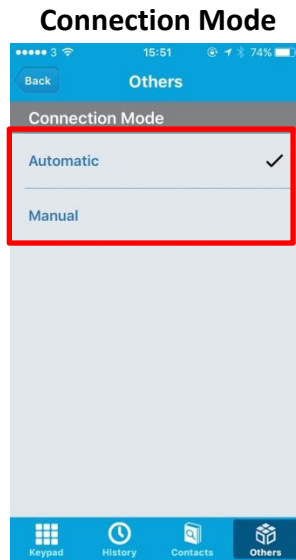 Connection Mode
3 15:51 74%
Back Others
Connection Mode
Automatic
Manual
Keypad History Contacts Others